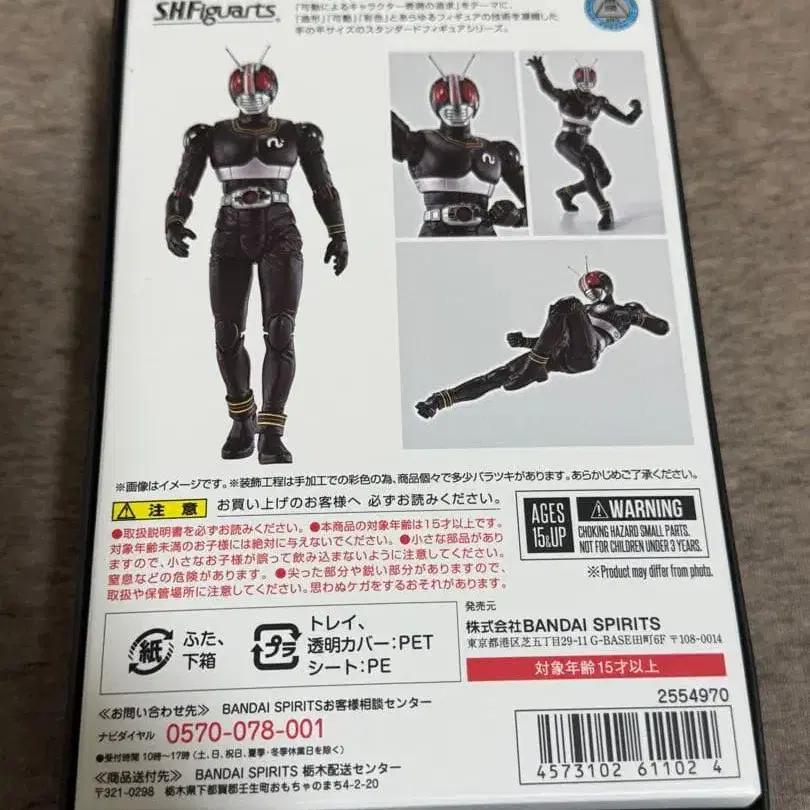 S.H.Figuarts
「可動によるキャラクター表現の追求」をテーマに、
「造形」「可動」「彩色」とあらゆるフィギュアの技術を凝縮した
手の平サイズのスタンダードフィギュアシリーズ。
※画像はイメージです。※装飾工程は手加工での彩色の為、商品個々で多少バラツキがあります。あらかじめご了承ください。
注意 お買い上げのお客様へ 必ずお読みください。
●取扱説明書を必ずお読みください。●本商品の対象年齢は15才以上です。
対象年齢未満のお子様には絶対に与えないでください。●小さな部品があり
ますので、小さなお子様が誤って飲み込まないように注意してください。
窒息などの危険があります。●尖った部分や鋭い部分がありますので、
取扱や保管場所に注意してください。思わぬケガをするおそれがあります。
AGES
15&UP
WARNING
CHOKING HAZARD SMALL PARTS.
NOT FOR CHILDREN UNDER 3 YEARS.
※Product may differ from photo.
発売元
株式会社BANDAI SPIRITS
東京都港区芝五丁目29-11 G-BASE田町6F 〒108-0014
対象年齢15才以上
紙 ふた、
下箱
プラ トレイ、
透明カバー:PET
シート:PE
≪お問い合わせ先≫ BANDAI SPIRITSお客様相談センター
ナビダイヤル 0570-078-001
●受付時間 10時〜17時(土、日、祝日、夏季・冬季休業日を除く)
≪商品送付先≫ BANDAI SPIRITS 栃木配送センター
〒321-0298 栃木県下都賀郡壬生町おもちゃのまち4-2-20
2554970
4573102 61102 4